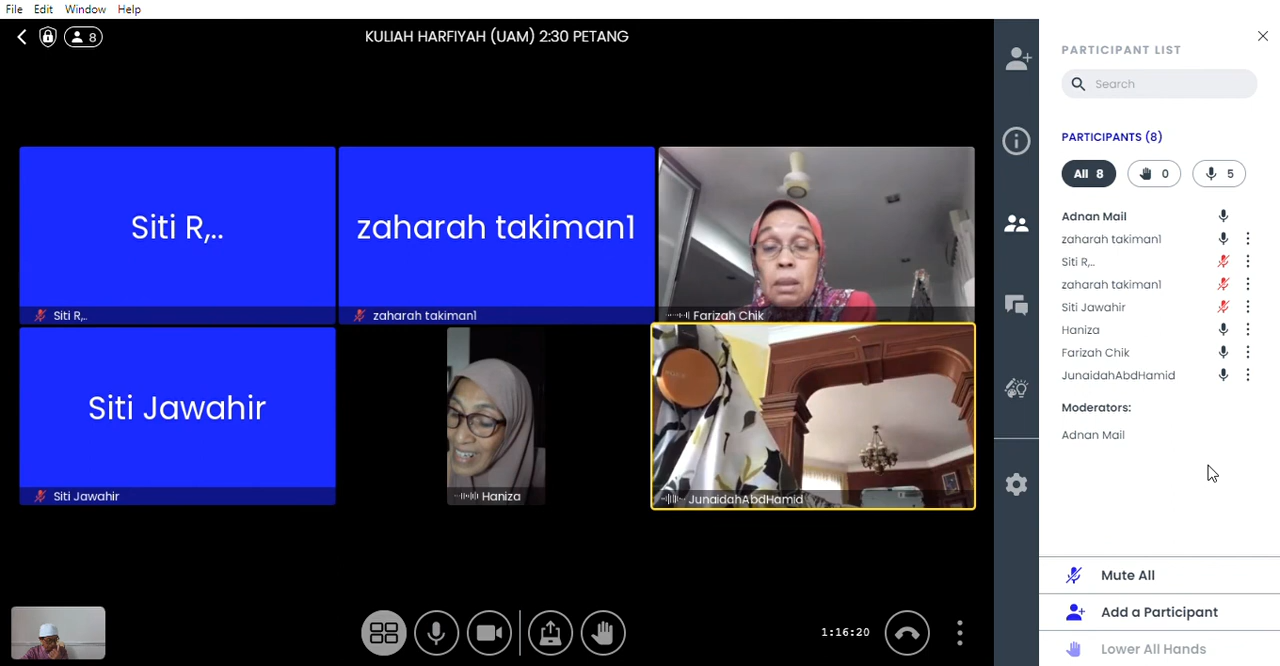 File Edit Window Help
8
KULIAH HARFIYAH (UAM) 2:30 PETANG
Siti R,..
Siti R,..
zaharah takiman1
zaharah takiman1
Farizah Chik
Siti Jawahir
Siti Jawahir
Haniza
JunaidahAbdHamid
1:16:20
PARTICIPANT LIST
Search
PARTICIPANTS (8)
All 8 0 5
Adnan Mail
zaharah takiman1
Siti R,..
zaharah takiman1
Siti Jawahir
Haniza
Farizah Chik
JunaidahAbdHamid
Moderators:
Adnan Mail
Mute All
Add a Participant
Lower All Hands